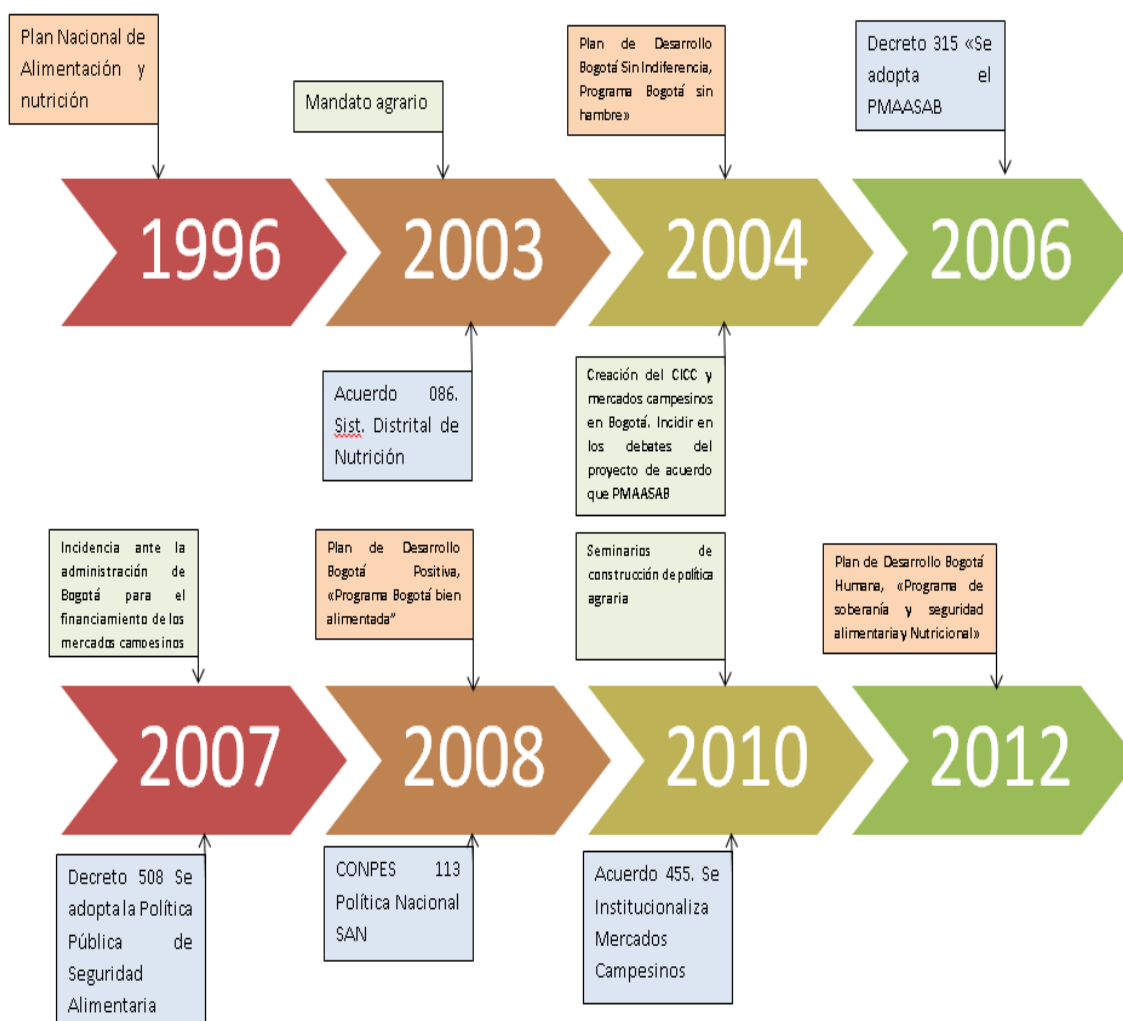 Plan Nacional de
Alimentación y
nutrición
Mandato agrario
Plan de Desarrollo
Bogotá Sin Indiferencia,
Programa Bogotá sin
hambre»
Decreto 315 «Se
adopta el
PMAASAB
1996
2003
2004
2006
Acuerdo 086.
Sist. Distrital de
Nutrición
Creación del CICC y
mercados campesinos
en Bogotá. Incidir en
los debates del
proyecto de acuerdo
que PMAASAB
Incidencia ante la
administración de
Bogotá para el
financiamiento de los
mercados campesinos
Plan de Desarrollo
Bogotá Positiva,
«Programa Bogotá bien
alimentada”
Seminarios de
construcción de política
agraria
Plan de Desarrollo Bogotá
Humana, «Programa de
soberanía y seguridad
alimentaria y Nutricional»
2007
2008
2010
2012
Decreto 508 Se
adopta la Política
Pública de
Seguridad
Alimentaria
CONPES 113
Política Nacional
SAN
Acuerdo 455. Se
Institucionaliza
Mercados
Campesinos